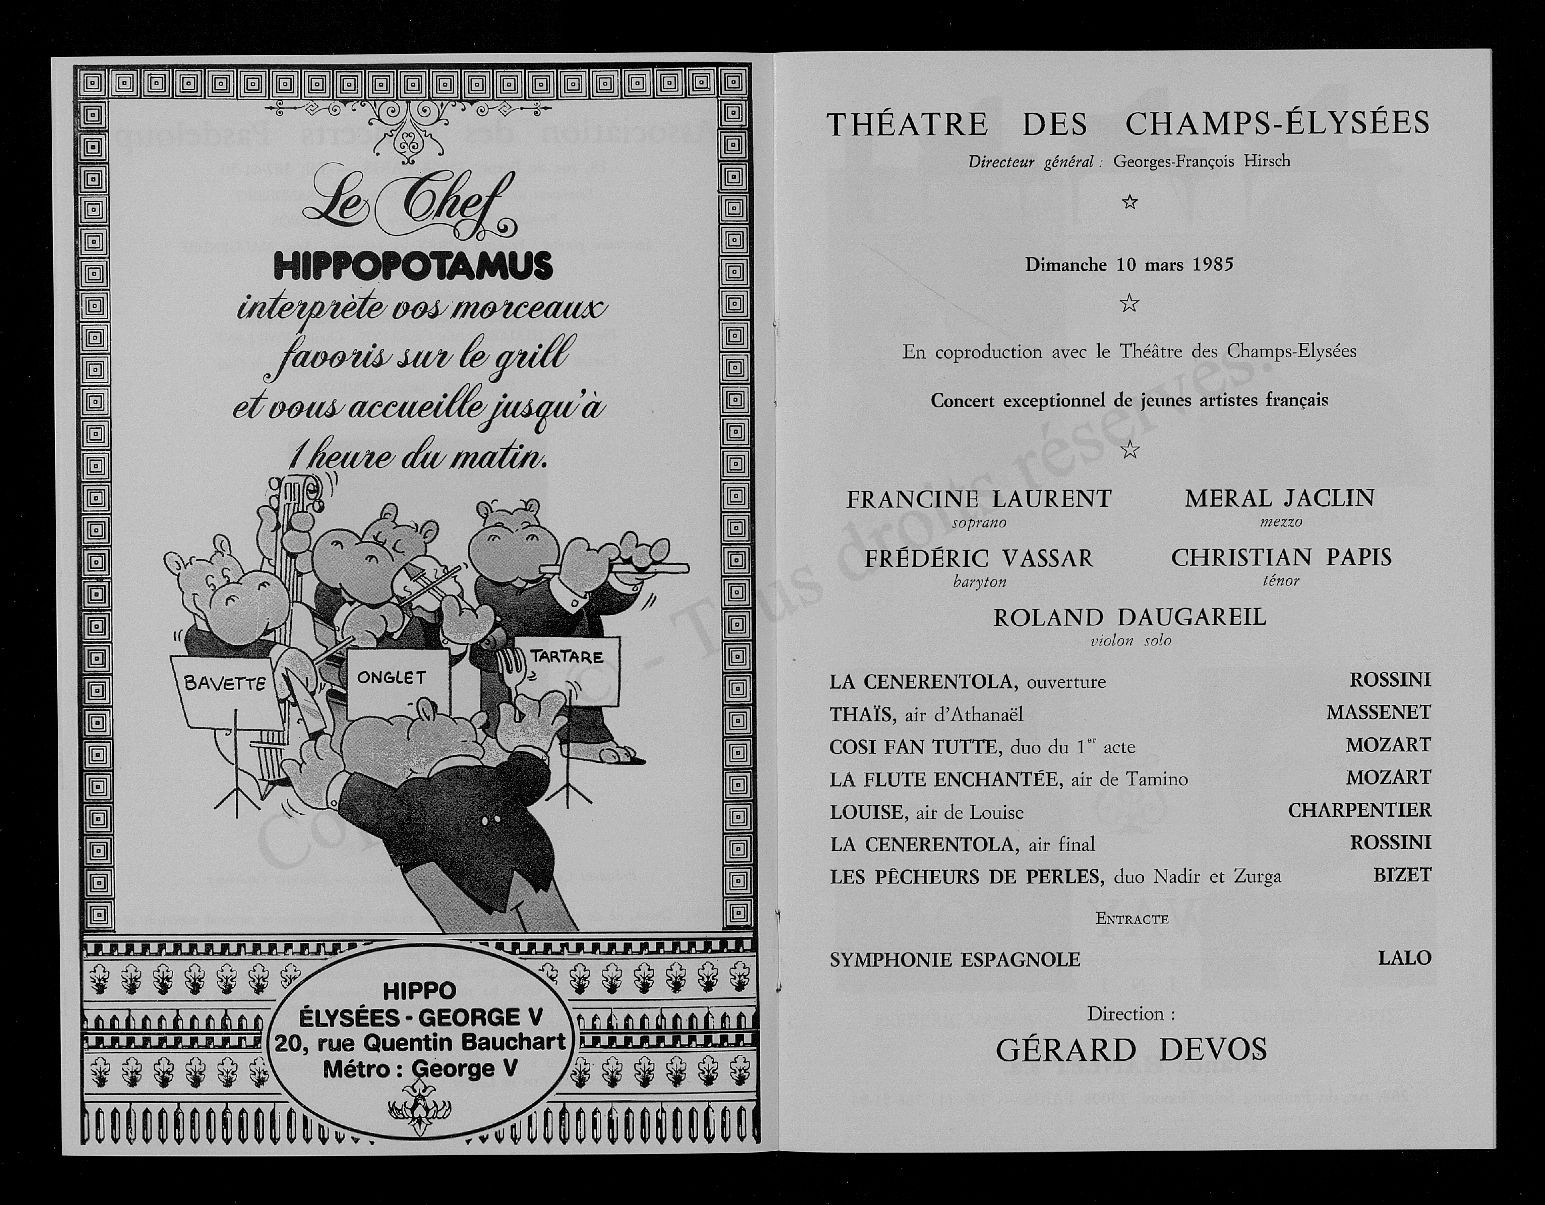 Le Chef
HIPPOPOTAMUS
interprète vos morceaux
favoris sur le grill
et vous accueille jusqu'à
1 heure du matin.
BAVETTE
ONGLET
TARTARE
HIPPO
ÉLYSÉES - GEORGE V
20, rue Quentin Bauchart
Métro : George V
THÉATRE DES CHAMPS-ÉLYSÉES
Directeur général : Georges-François Hirsch
Dimanche 10 mars 1985
En coproduction avec le Théâtre des Champs-Elysées
Concert exceptionnel de jeunes artistes français
FRANCINE LAURENT MERAL JACLIN
soprano mezzo
FRÉDÉRIC VASSAR CHRISTIAN PAPIS
baryton ténor
ROLAND DAUGAREIL
violon solo
LA CENERENTOLA, ouverture ROSSINI
THAÏS, air d'Athanaël MASSENET
COSI FAN TUTTE, duo du 1er acte MOZART
LA FLUTE ENCHANTÉE, air de Tamino MOZART
LOUISE, air de Louise CHARPENTIER
LA CENERENTOLA, air final ROSSINI
LES PÊCHEURS DE PERLES, duo Nadir et Zurga BIZET
ENTRACTE
SYMPHONIE ESPAGNOLE LALO
Direction :
GÉRARD DEVOS
- Tous droits réservés.